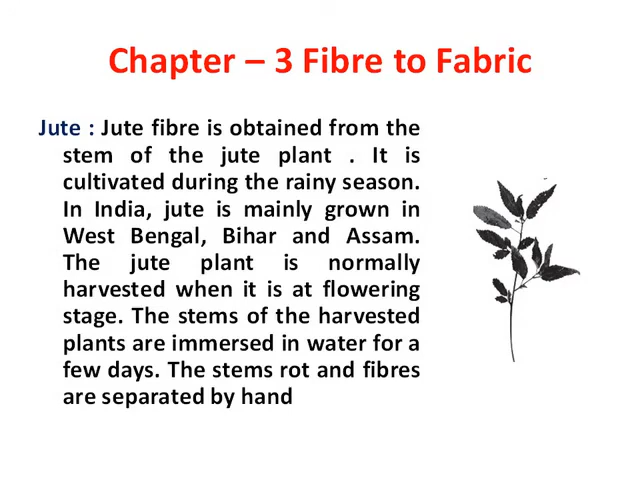 Chapter – 3 Fibre to Fabric
Jute : Jute fibre is obtained from the
stem of the jute plant . It is
cultivated during the rainy season.
In India, jute is mainly grown in
West Bengal, Bihar and Assam.
The jute plant is normally
harvested when it is at flowering
stage. The stems of the harvested
plants are immersed in water for a
few days. The stems rot and fibres
are separated by hand